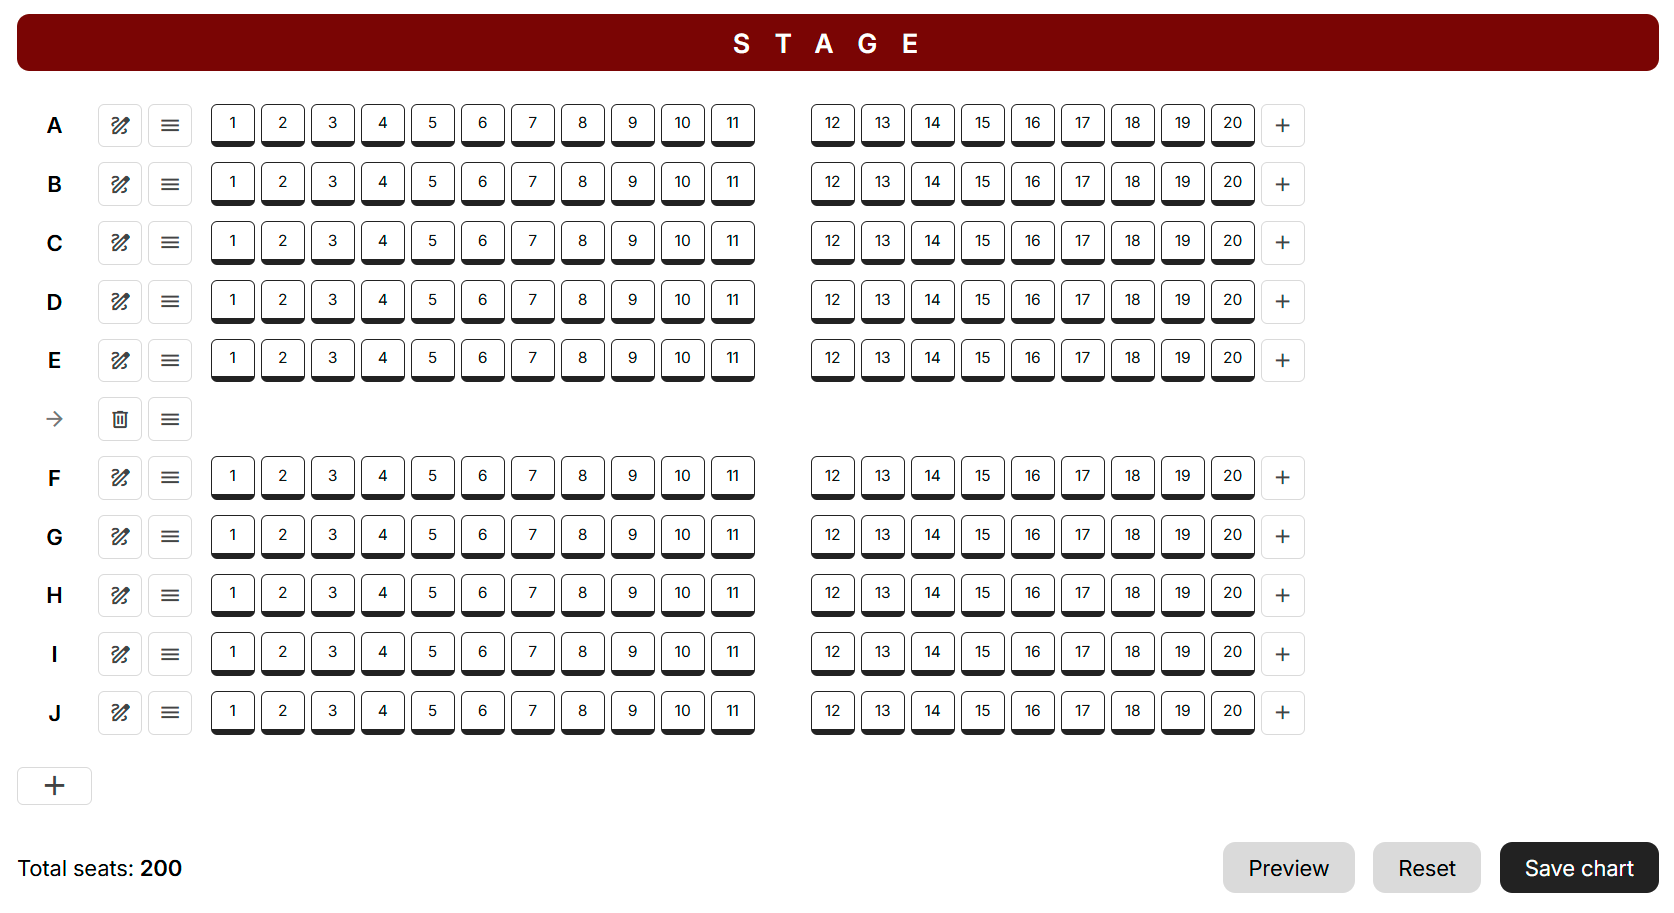 S T A G E
A 1 2 3 4 5 6 7 8 9 10 11 12 13 14 15 16 17 18 19 20 +
B 1 2 3 4 5 6 7 8 9 10 11 12 13 14 15 16 17 18 19 20 +
C 1 2 3 4 5 6 7 8 9 10 11 12 13 14 15 16 17 18 19 20 +
D 1 2 3 4 5 6 7 8 9 10 11 12 13 14 15 16 17 18 19 20 +
E 1 2 3 4 5 6 7 8 9 10 11 12 13 14 15 16 17 18 19 20 +
→
F 1 2 3 4 5 6 7 8 9 10 11 12 13 14 15 16 17 18 19 20 +
G 1 2 3 4 5 6 7 8 9 10 11 12 13 14 15 16 17 18 19 20 +
H 1 2 3 4 5 6 7 8 9 10 11 12 13 14 15 16 17 18 19 20 +
I 1 2 3 4 5 6 7 8 9 10 11 12 13 14 15 16 17 18 19 20 +
J 1 2 3 4 5 6 7 8 9 10 11 12 13 14 15 16 17 18 19 20 +
+
Total seats: 200 Preview Reset Save chart